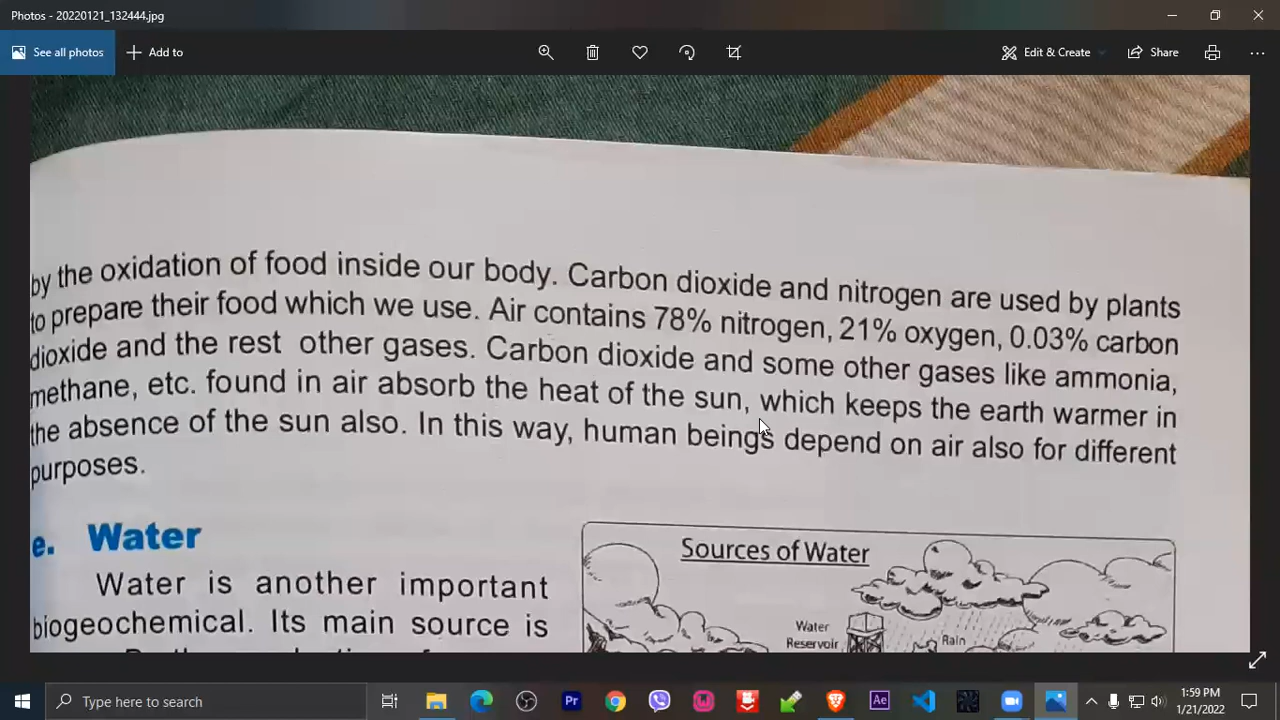 Photos - 20220121_132444.jpg
See all photos
Add to
Edit & Create
Share
by the oxidation of food inside our body. Carbon dioxide and nitrogen are used by plants
to prepare their food which we use. Air contains 78% nitrogen, 21% oxygen, 0.03% carbon
dioxide and the rest other gases. Carbon dioxide and some other gases like ammonia,
methane, etc. found in air absorb the heat of the sun, which keeps the earth warmer in
the absence of the sun also. In this way, human beings depend on air also for different
purposes.
e. Water
Water is another important
biogeochemical. Its main source is
Sources of Water
Water
Reservoir
Rain
Type here to search
Pr
Ae
1:59 PM
1/21/2022